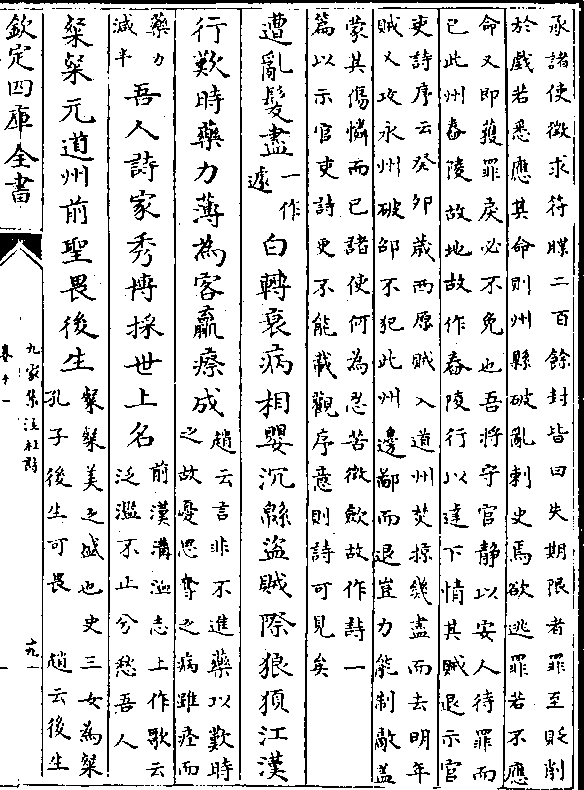 承諸使徵求符牒二百餘封皆曰失期限者罪至貶削
於戲若悉應其命則州縣破亂刺史焉欲逃罪若不應
命又即獲罪戾必不免也吾將守官静以安人待罪而
已此州舂陵故地故作舂陵行以達下情其賊退示官
吏詩序云癸夘歳西原賊入道州焚掠㡬盡而去明年
賊又攻永州破邵不犯此州邊鄙而退豈力能制敵盖
蒙其傷憐而已諸使何為忍苦徵歛故作詩一
篇以示官吏詩更不能載觀序意則詩可見矣
遭亂髮盡一作遽白轉衰病相嬰沉緜盜賊際狼狽江漢
行歎時藥力薄為客羸瘵成趙云言非不進藥以歎時
之故憂思奪之病雖痊而
藥力
減半吾人詩家秀博採世上名前漢溝洫志上作歌云
泛濫不止兮愁吾人
粲粲元道州前聖畏後生粲粲美之盛也史三女為粲
孔子後生可畏　趙云後生
欽定四庫全書
九家集注杜詩
卷十一
十九